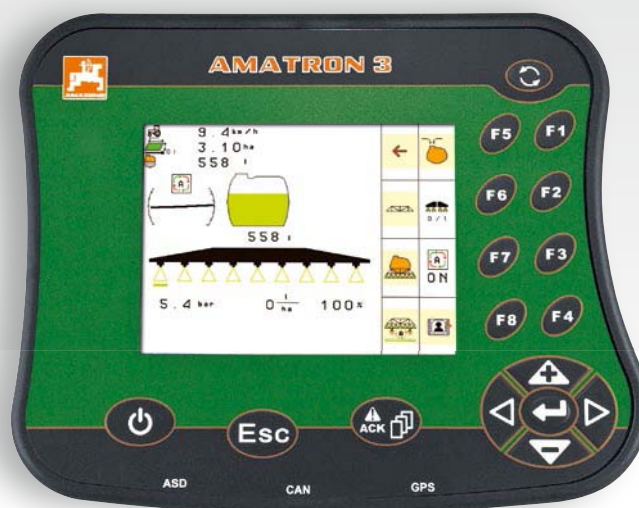 AMATRON 3
9.4 km/h
3.10 ha
558 l
A
558 l
5.4 bar 0 l/ha 100%
0/1
A
ON
F5 F1
F6 F2
F7 F3
F8 F4
Esc
ACK
ASD CAN GPS